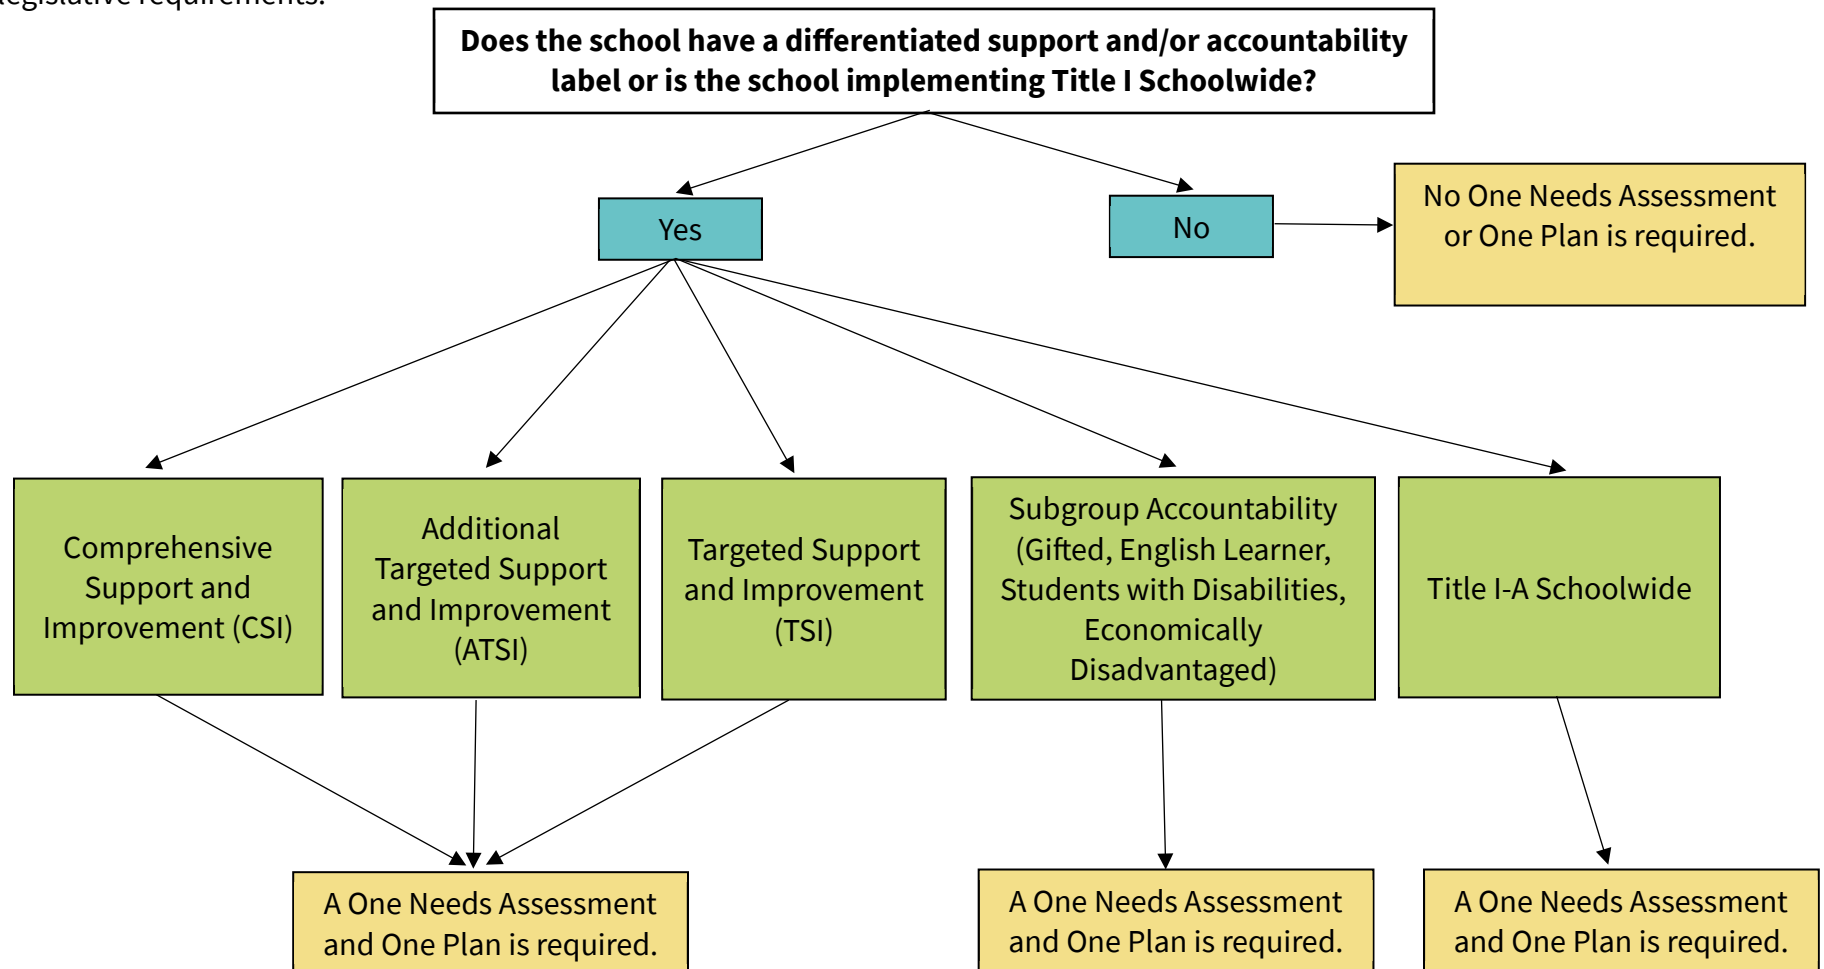 legislative requirements.
Does the school have a differentiated support and/or accountability
label or is the school implementing Title I Schoolwide?
Yes
No
No One Needs Assessment
or One Plan is required.
Comprehensive
Support and
Improvement (CSI)
Additional
Targeted Support
and Improvement
(ATSI)
Targeted Support
and Improvement
(TSI)
Subgroup Accountability
(Gifted, English Learner,
Students with Disabilities,
Economically
Disadvantaged)
Title I-A Schoolwide
A One Needs Assessment
and One Plan is required.
A One Needs Assessment
and One Plan is required.
A One Needs Assessment
and One Plan is required.